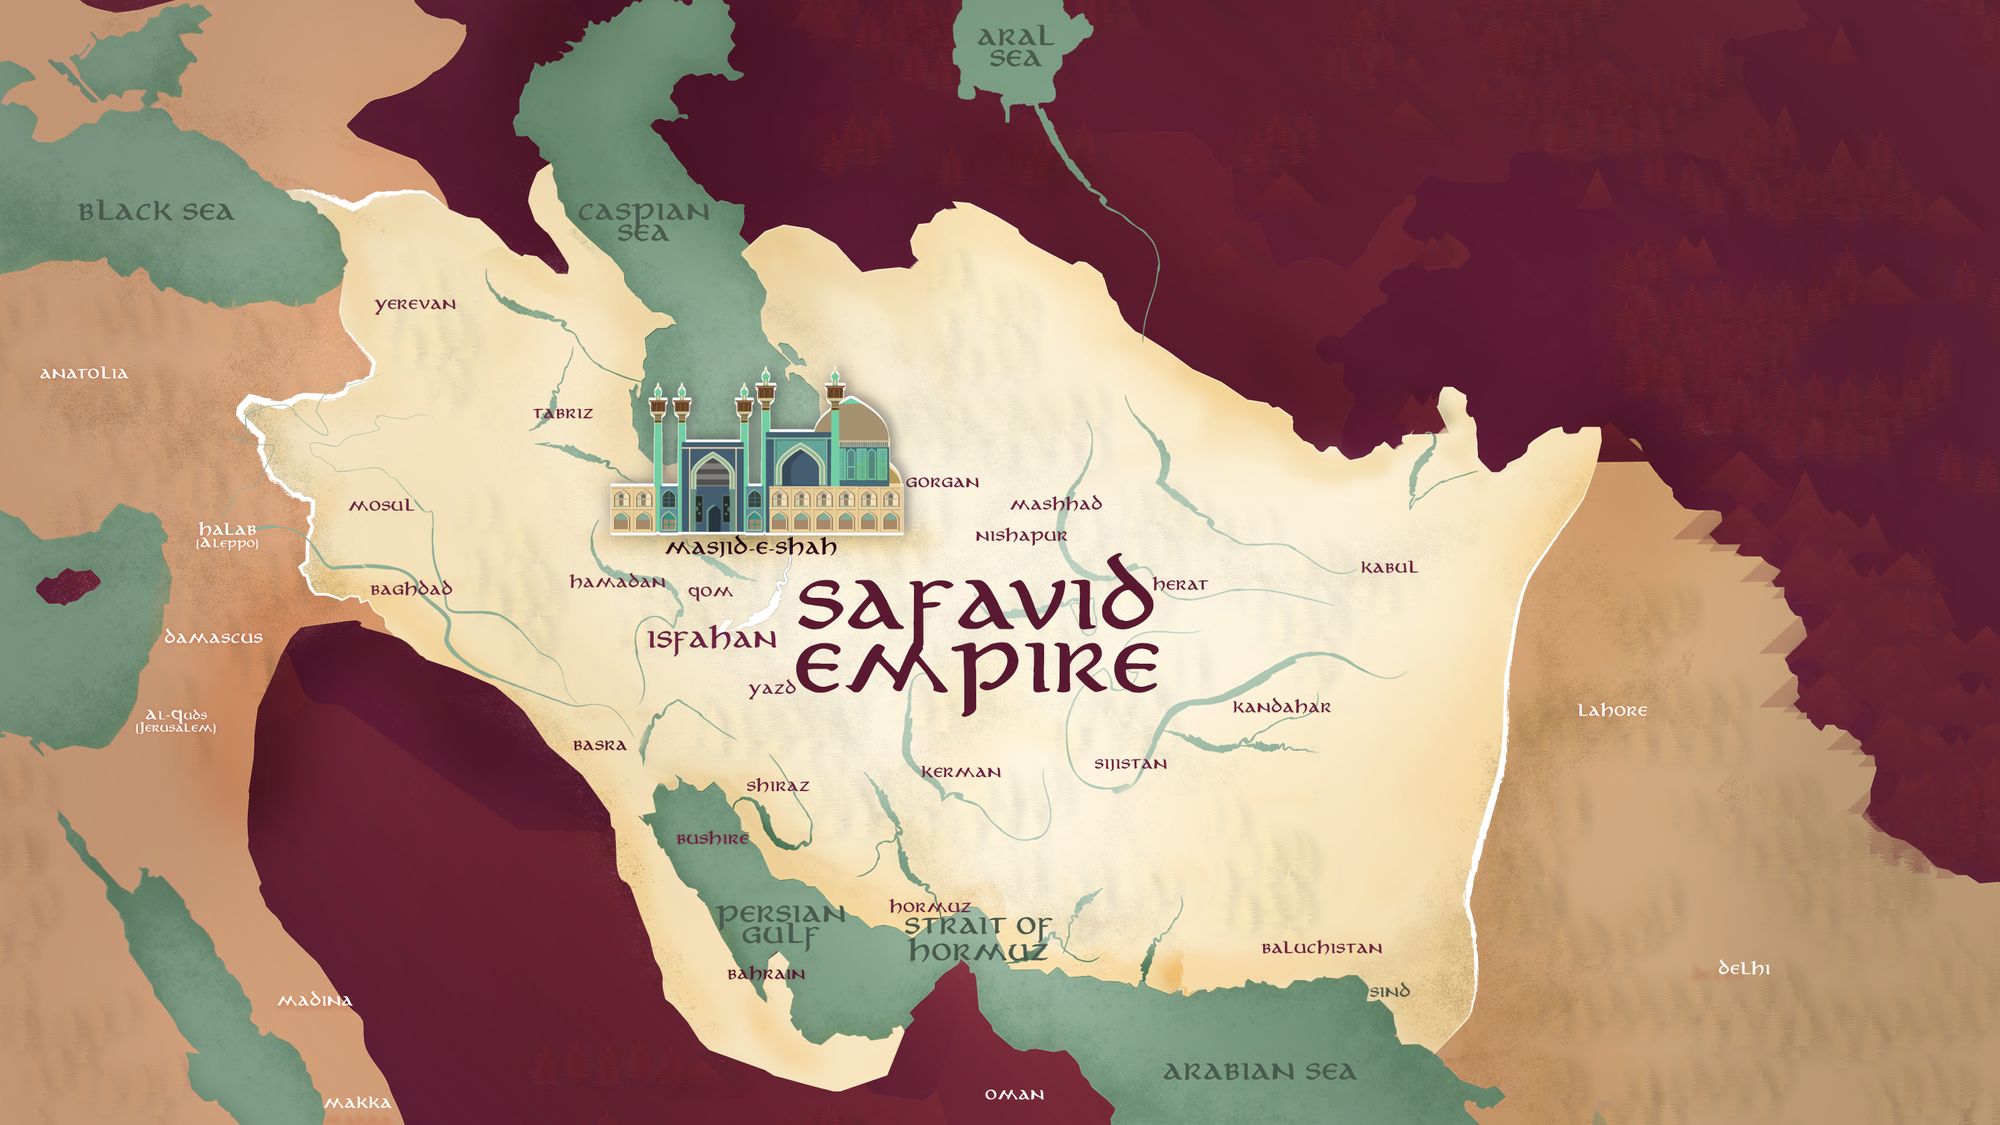 ARAL
SEA
BLACK SEA
CASPIAN
SEA
YEREVAN
ANATOLIA
TABRIZ
GORGAN
MOSUL
MASHHAD
HALAB
(ALEPPO)
NISHAPUR
MASJID-E-SHAH
KABUL
BAGHDAD
HAMADAN
QOM
HERAT
SAFAVID
EMPIRE
DAMASCUS
ISFAHAN
YAZD
AL-QUDS
(JERUSALEM)
KANDAHAR
LAHORE
BASRA
SIJISTAN
KERMAN
SHIRAZ
BUSHIRE
HORMUZ
PERSIAN
GULF
STRAIT OF
HORMUZ
BALUCHISTAN
BAHRAIN
DELHI
SIND
MADINA
ARABIAN SEA
OMAN
MAKKA